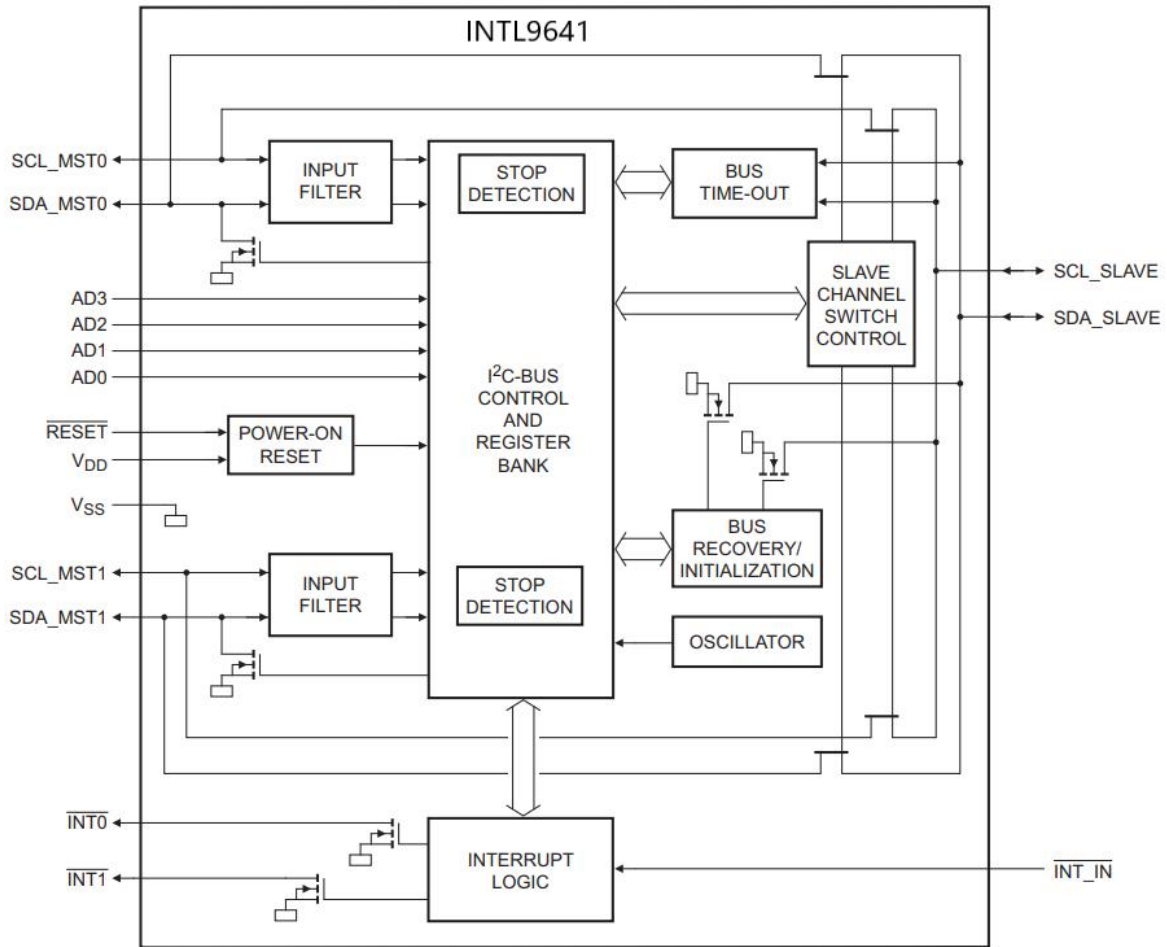 INTL9641
SCL_MST0
SDA_MST0
INPUT
FILTER
STOP
DETECTION
BUS
TIME-OUT
AD3
AD2
AD1
AD0
SLAVE
CHANNEL
SWITCH
CONTROL
SCL_SLAVE
SDA_SLAVE
I²C-BUS
CONTROL
AND
REGISTER
BANK
RESET
VDD
POWER-ON
RESET
VSS
BUS
RECOVERY/
INITIALIZATION
SCL_MST1
SDA_MST1
INPUT
FILTER
STOP
DETECTION
OSCILLATOR
INT0
INT1
INTERRUPT
LOGIC
INT_IN